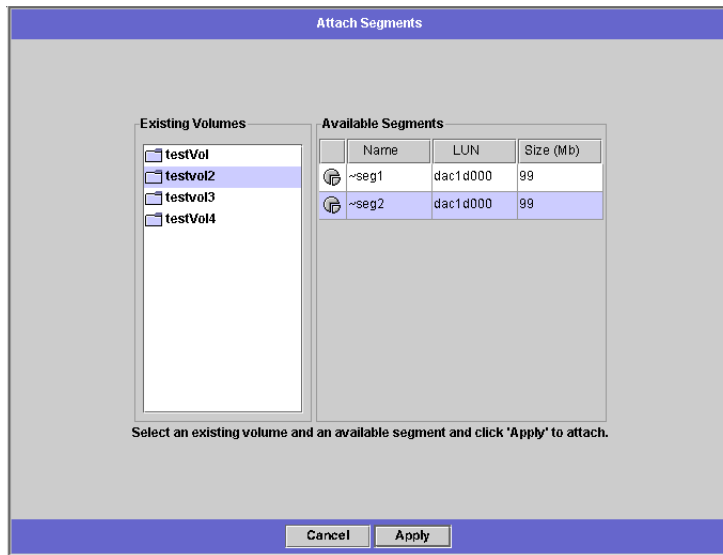 Attach Segments
Existing Volumes
testVol
testvol2
testvol3
testVol4
Available Segments
Name LUN Size (Mb)
~seg1 dac1d000 99
~seg2 dac1d000 99
Select an existing volume and an available segment and click 'Apply' to attach.
Cancel Apply